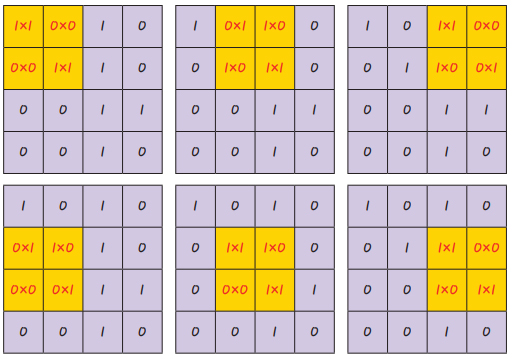 1×1 0×0 1 0
0×0 1×1 1 0
0 0 1 1
0 0 1 0
1 0×1 1×0 0
0 1×0 1×1 0
0 0 1 1
0 0 1 0
1 0 1×1 0×0
0 1 1×0 0×1
0 0 1 1
0 0 1 0
1 0 1 0
0×1 1×0 1 0
0×0 0×1 1 1
0 0 1 0
1 0 1 0
0 1×1 1×0 0
0 0×0 1×1 1
0 0 1 0
1 0 1 0
0 1 1×1 0×0
0 0 1×0 1×1
0 0 1 0